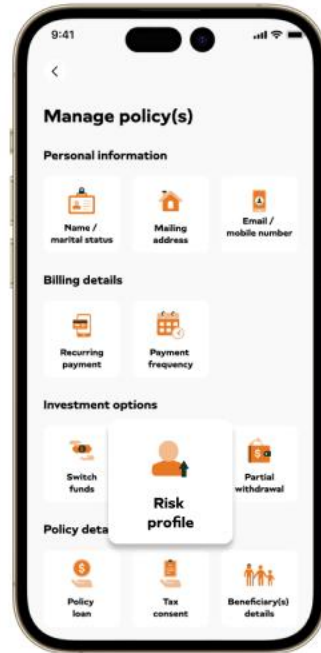 9:41
Manage policy(s)
Personal information
Name /
marital status
Mailing
address
Email /
mobile number
Billing details
Recurring
payment
Payment
frequency
Investment options
Switch
funds
Risk
profile
Partial
withdrawal
Policy deta
Policy
loan
Tax
consent
Beneficiary(s)
details